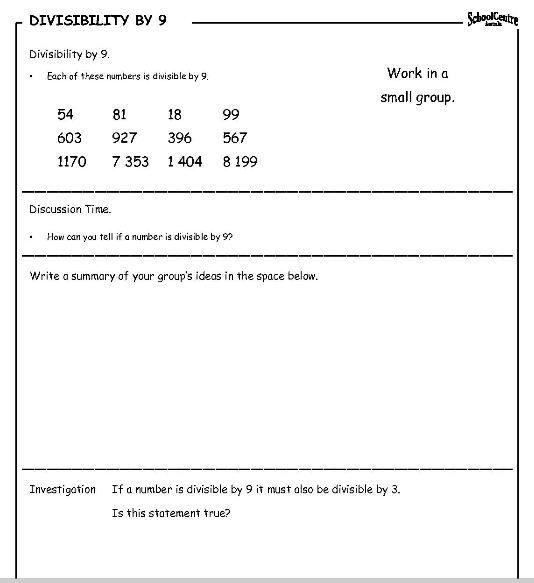 DIVISIBILITY BY 9
SchoolCentre
Divisibility by 9.
• Each of these numbers is divisible by 9.
Work in a
small group.
54 81 18 99
603 927 396 567
1170 7 353 1 404 8 199
Discussion Time.
• How can you tell if a number is divisible by 9?
Write a summary of your group's ideas in the space below.
Investigation If a number is divisible by 9 it must also be divisible by 3.
Is this statement true?